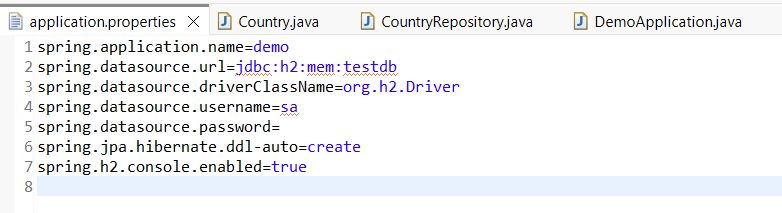 application.properties Country.java CountryRepository.java DemoApplication.java
1 spring.application.name=demo
2 spring.datasource.url=jdbc:h2:mem:testdb
3 spring.datasource.driverClassName=org.h2.Driver
4 spring.datasource.username=sa
5 spring.datasource.password=
6 spring.jpa.hibernate.ddl-auto=create
7 spring.h2.console.enabled=true
8